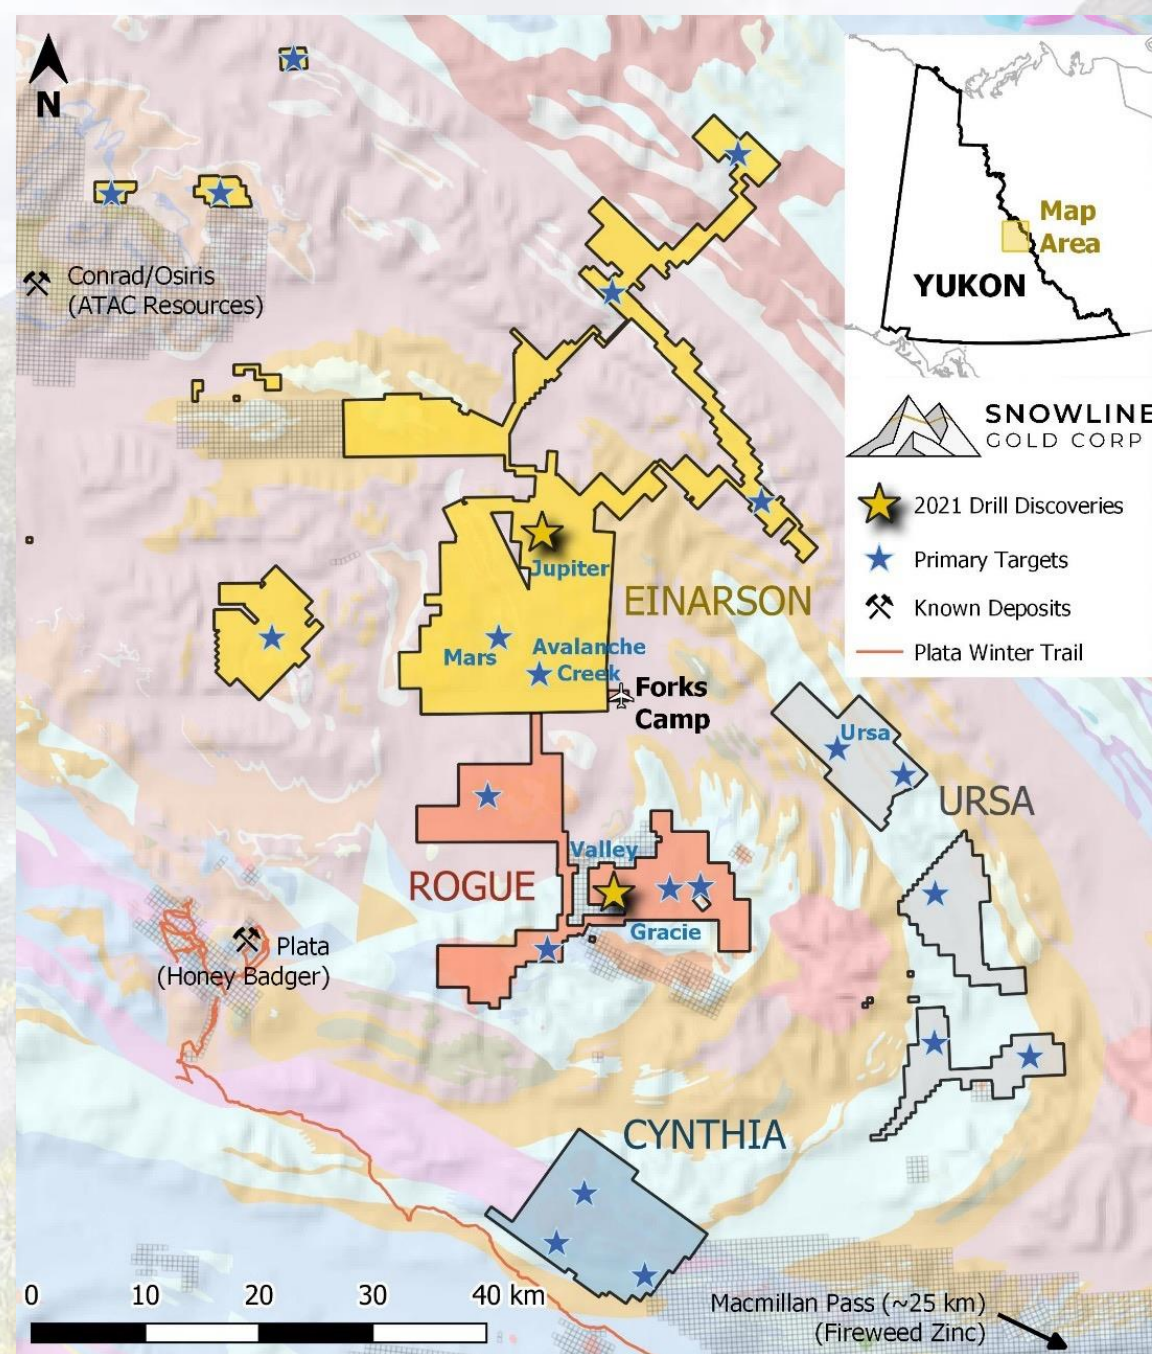 N
Map
Area
YUKON
Conrad/Osiris
(ATAC Resources)
SNOWLINE
GOLD CORP
2021 Drill Discoveries
Primary Targets
Known Deposits
Plata Winter Trail
Jupiter
EINARSON
Mars
Avalanche
Creek
Forks
Camp
Ursa
URSA
Valley
ROGUE
Gracie
Plata
(Honey Badger)
CYNTHIA
0 10 20 30 40 km
Macmillan Pass (~25 km)
(Fireweed Zinc)